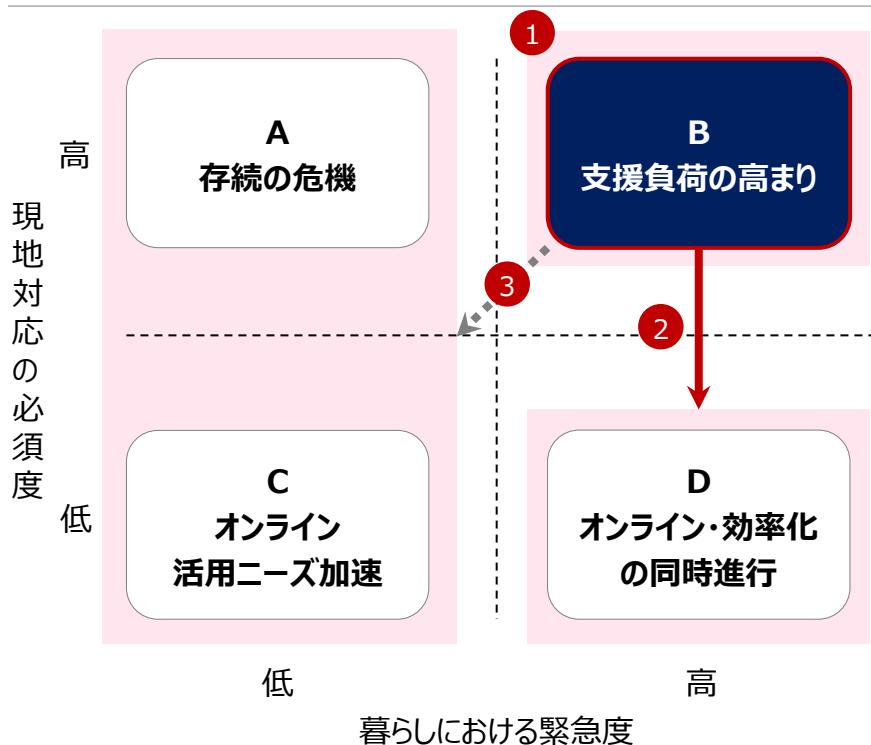 1
A
存続の危機
B
支援負荷の高まり
高
現地対応の必須度
3
2
C
オンライン
活用ニーズ加速
D
オンライン・効率化
の同時進行
低
低
高
暮らしにおける緊急度